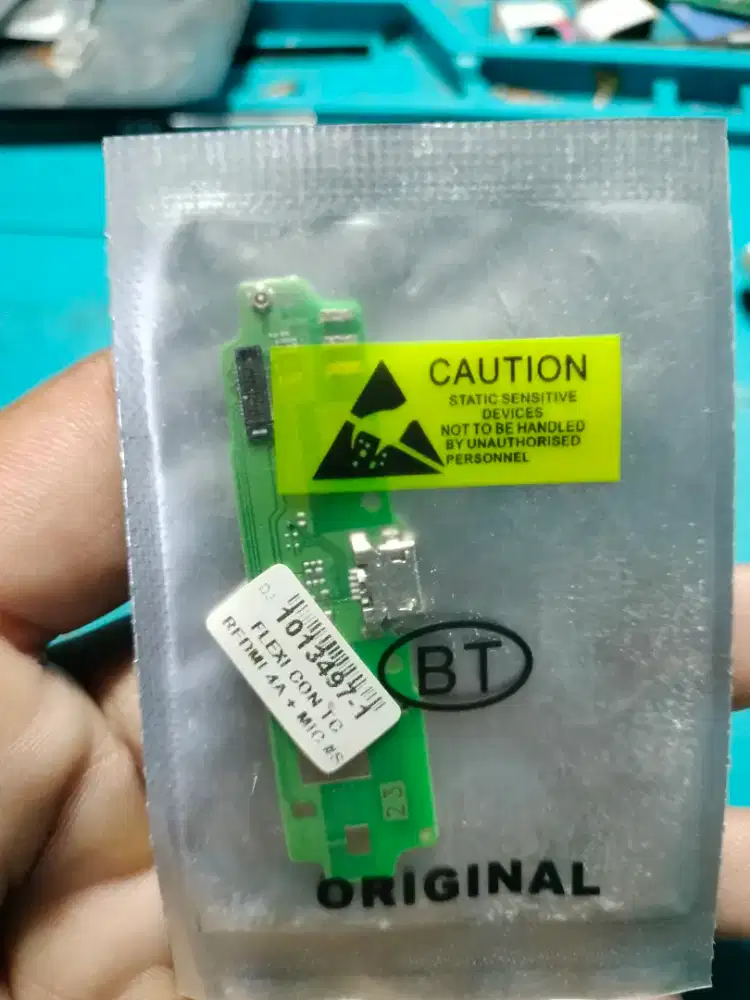 CAUTION
STATIC SENSITIVE
DEVICES
NOT TO BE HANDLED
BY UNAUTHORISED
PERSONNEL
1013497-1
FLEXI CON TC
REDMI 4A + MIC #S
BT
23
ORIGINAL